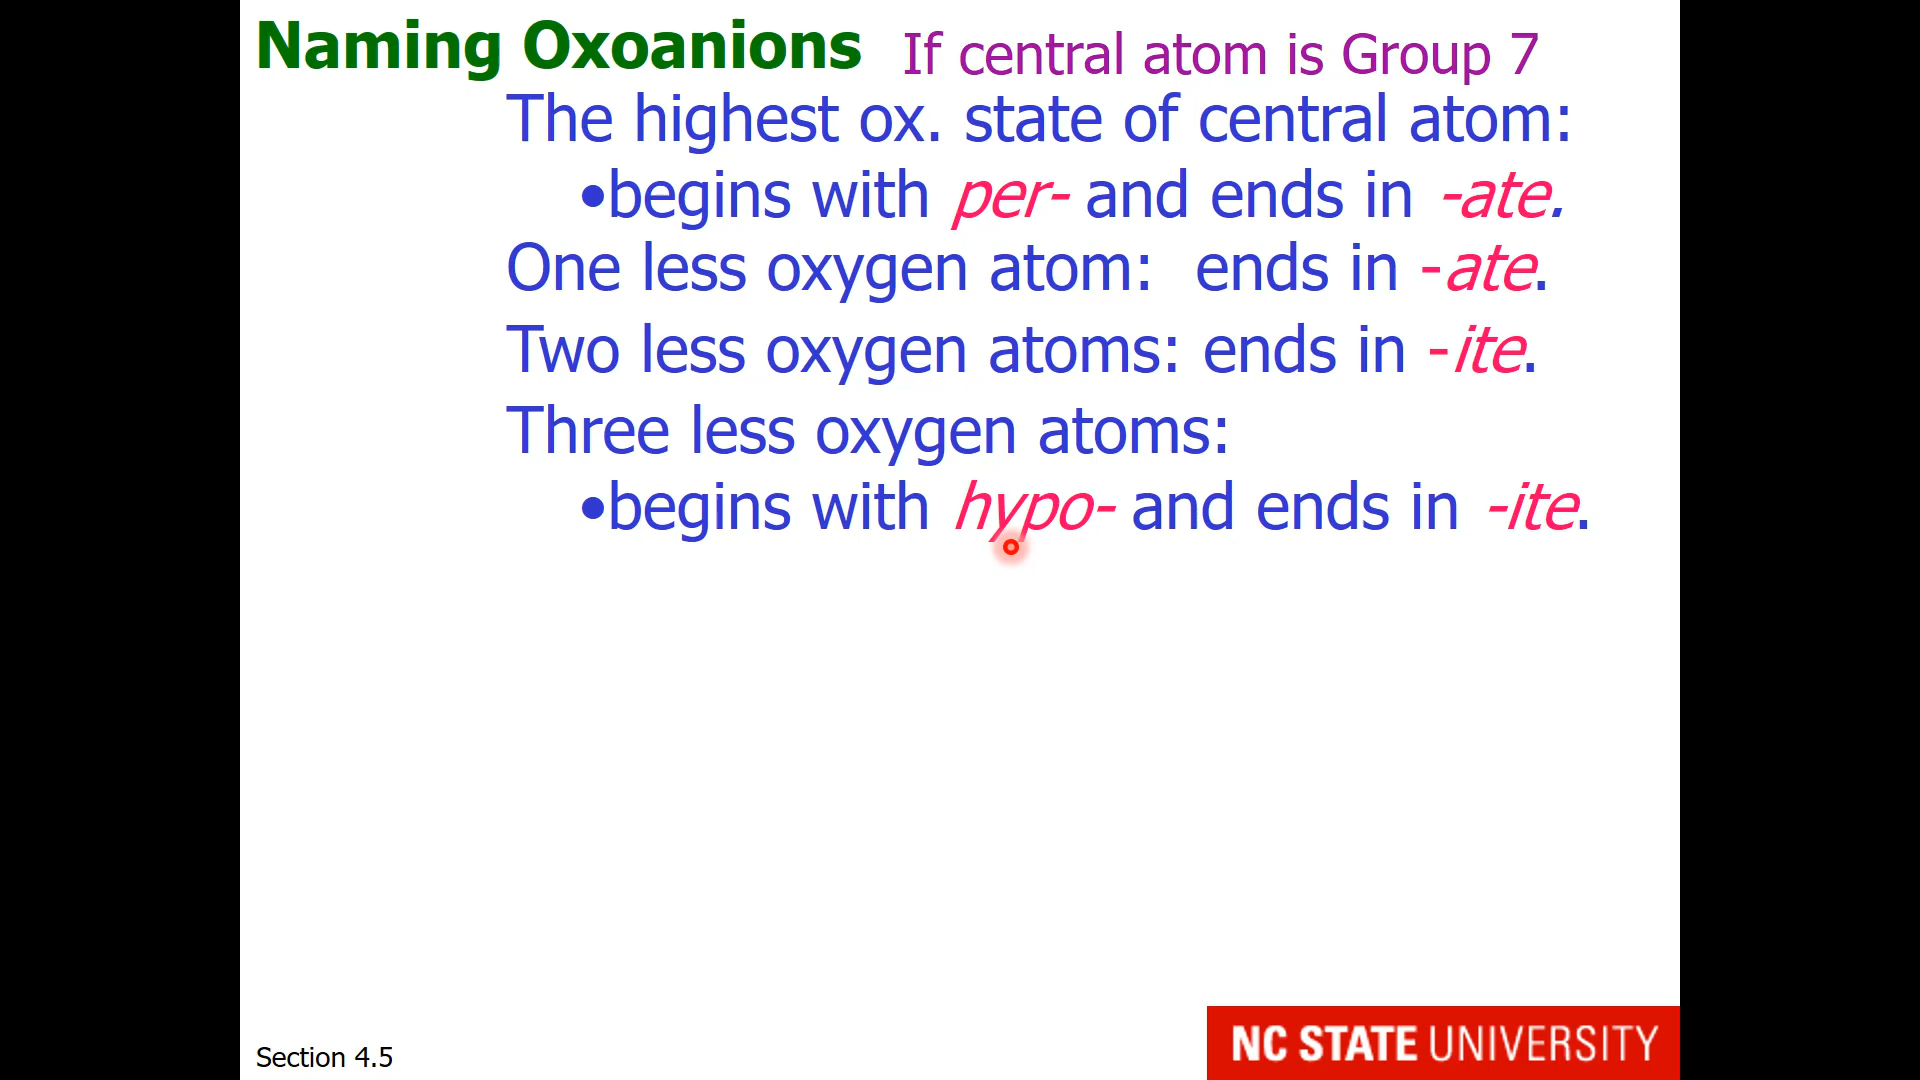 Naming Oxoanions If central atom is Group 7
The highest ox. state of central atom:
•begins with per- and ends in -ate.
One less oxygen atom:  ends in -ate.
Two less oxygen atoms: ends in -ite.
Three less oxygen atoms:
•begins with hypo- and ends in -ite.
Section 4.5
NC STATE UNIVERSITY